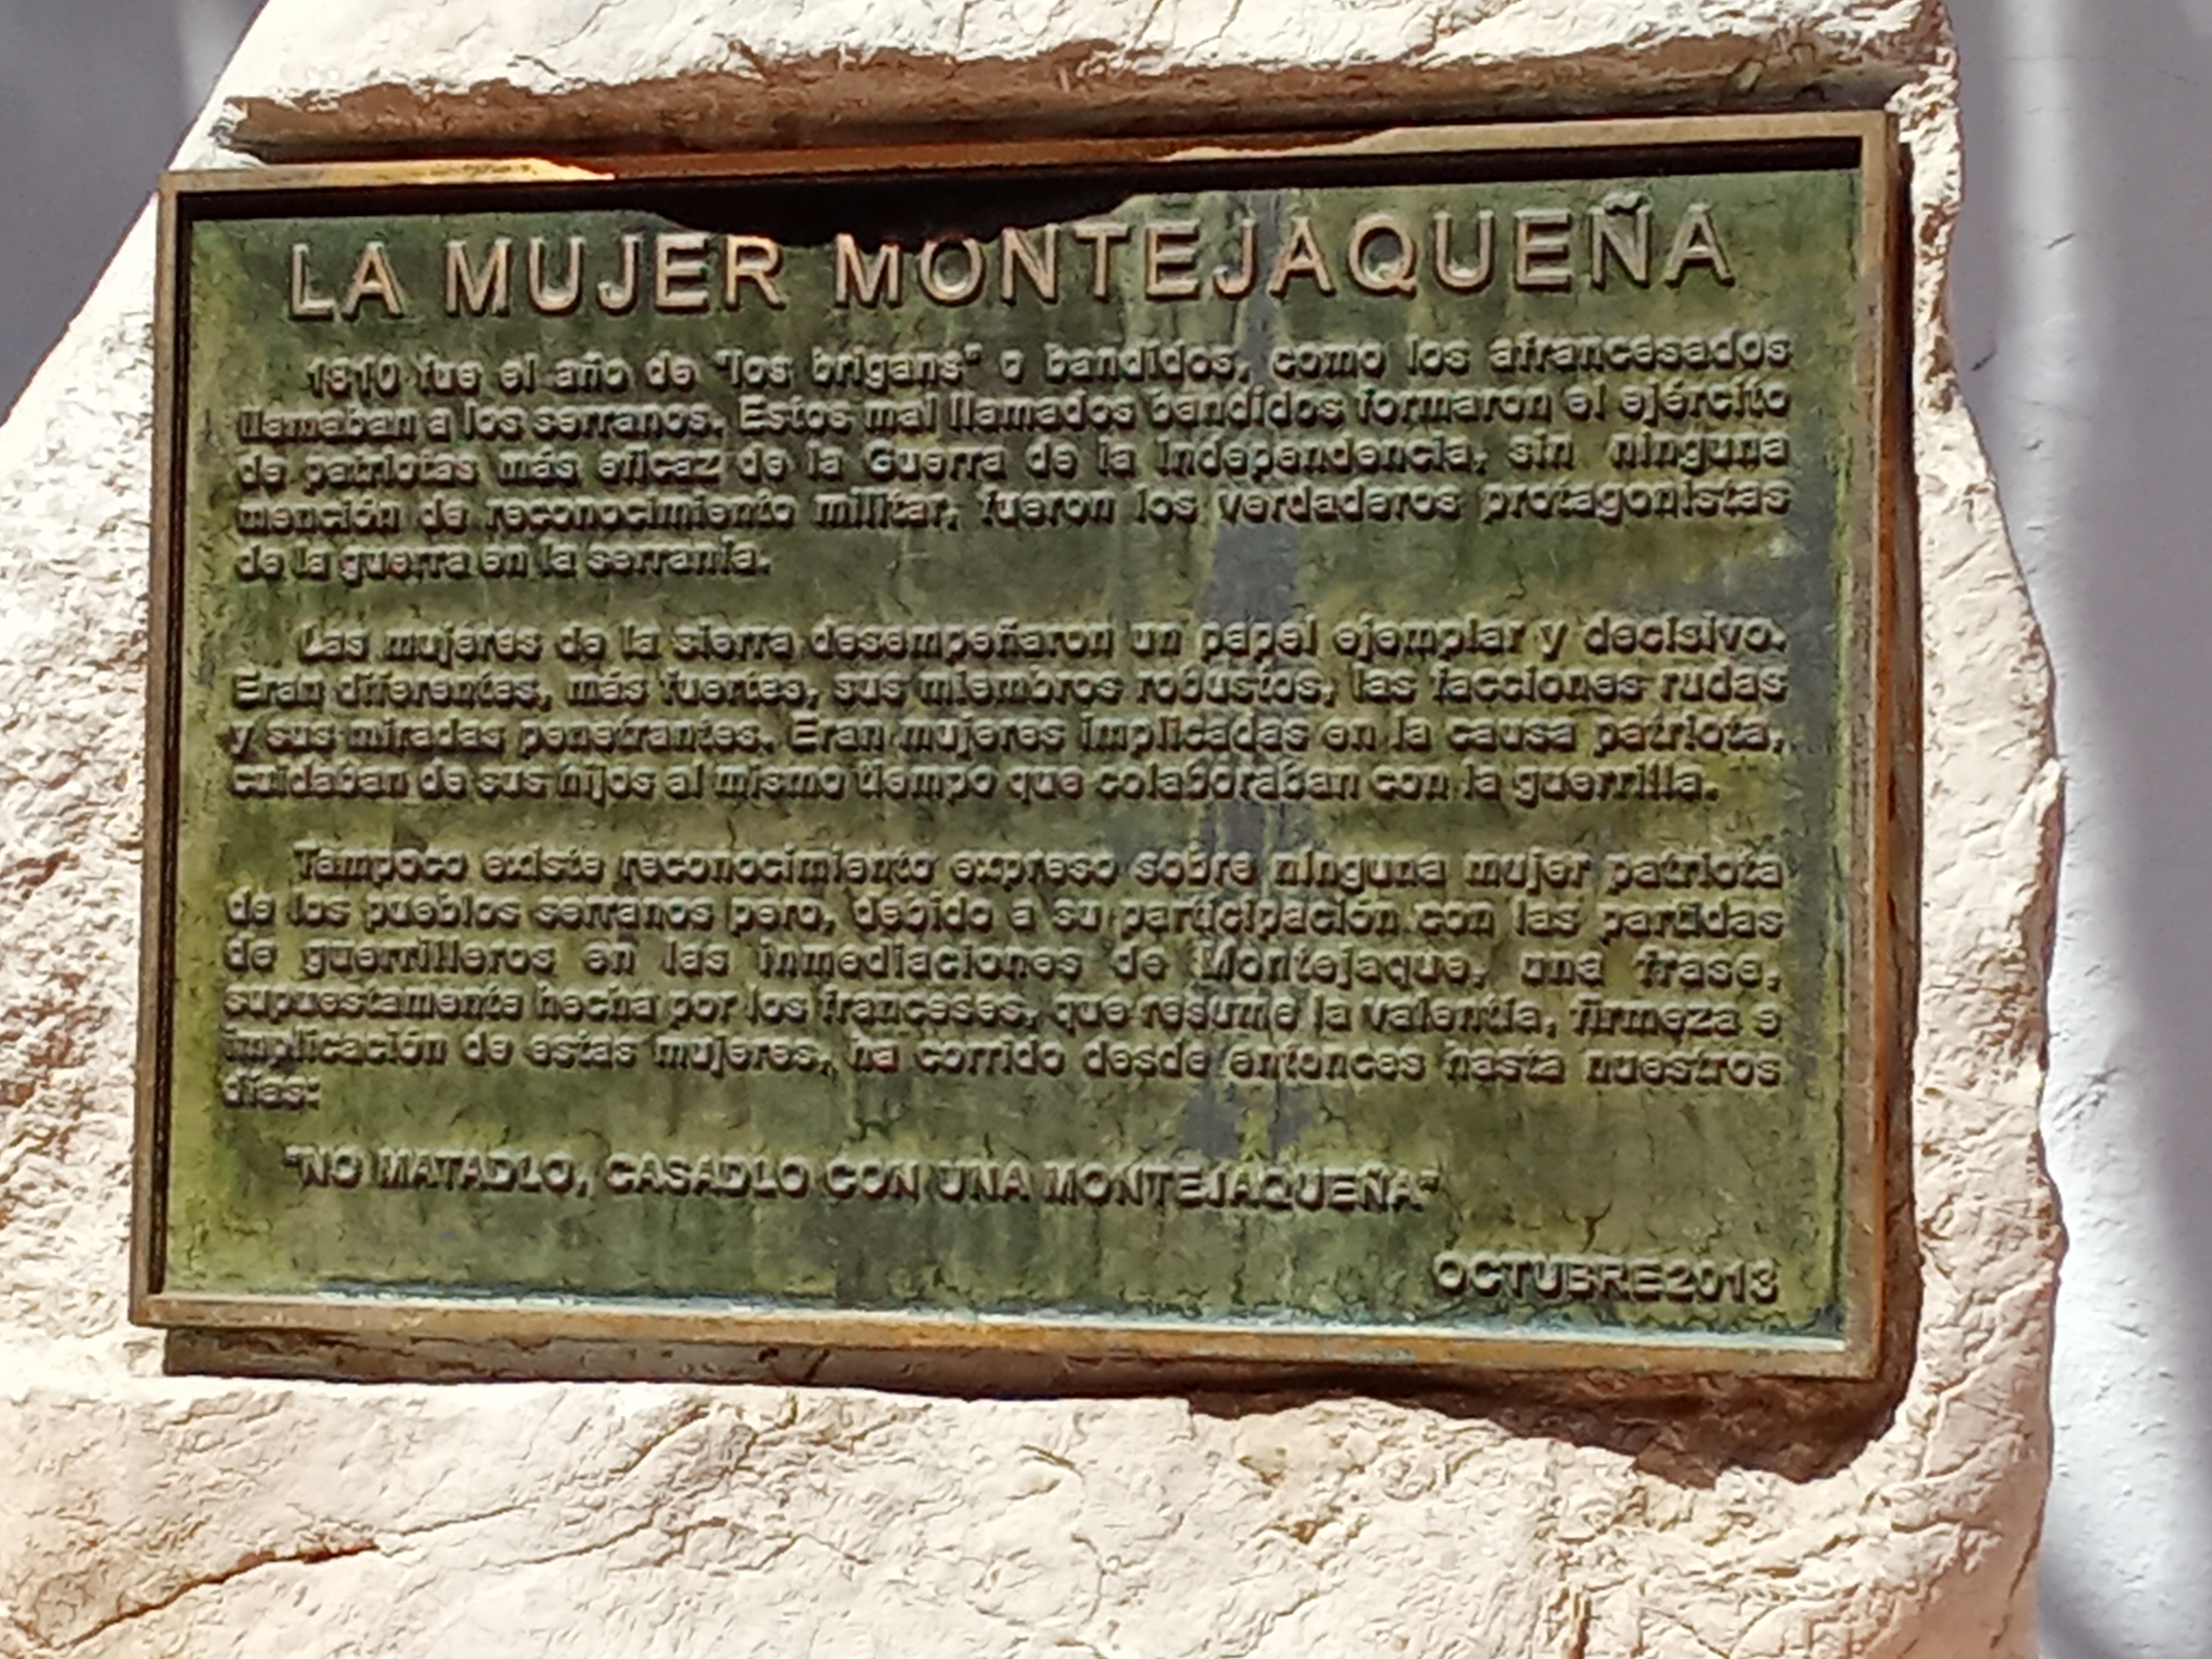 LA MUJER MONTEJAQUEÑA
1810 fue el año de "los brigans" o bandidos, como los afrancesados
llamaban a los serranos. Estos mal llamados bandidos formaron el ejército
de patriotas más eficaz de la Guerra de la Independencia, sin ninguna
mención de reconocimiento militar, fueron los verdaderos protagonistas
de la guerra en la serranía.
Las mujeres de la sierra desempeñaron un papel ejemplar y decisivo.
Eran diferentes, más fuertes, sus miembros robustos, las facciones rudas
y sus miradas penetrantes. Eran mujeres implicadas en la causa patriota,
cuidaban de sus hijos al mismo tiempo que colaboraban con la guerrilla.
Tampoco existe reconocimiento expreso sobre ninguna mujer patriota
de los pueblos serranos pero, debido a su participación con las partidas
de guerrilleros en las inmediaciones de Montejaque, una frase,
supuestamente hecha por los franceses, que resume la valentía, firmeza e
implicación de estas mujeres, ha corrido desde entonces hasta nuestros
días:
"NO MATADLO, CASADLO CON UNA MONTEJAQUEÑA"
OCTUBRE2013